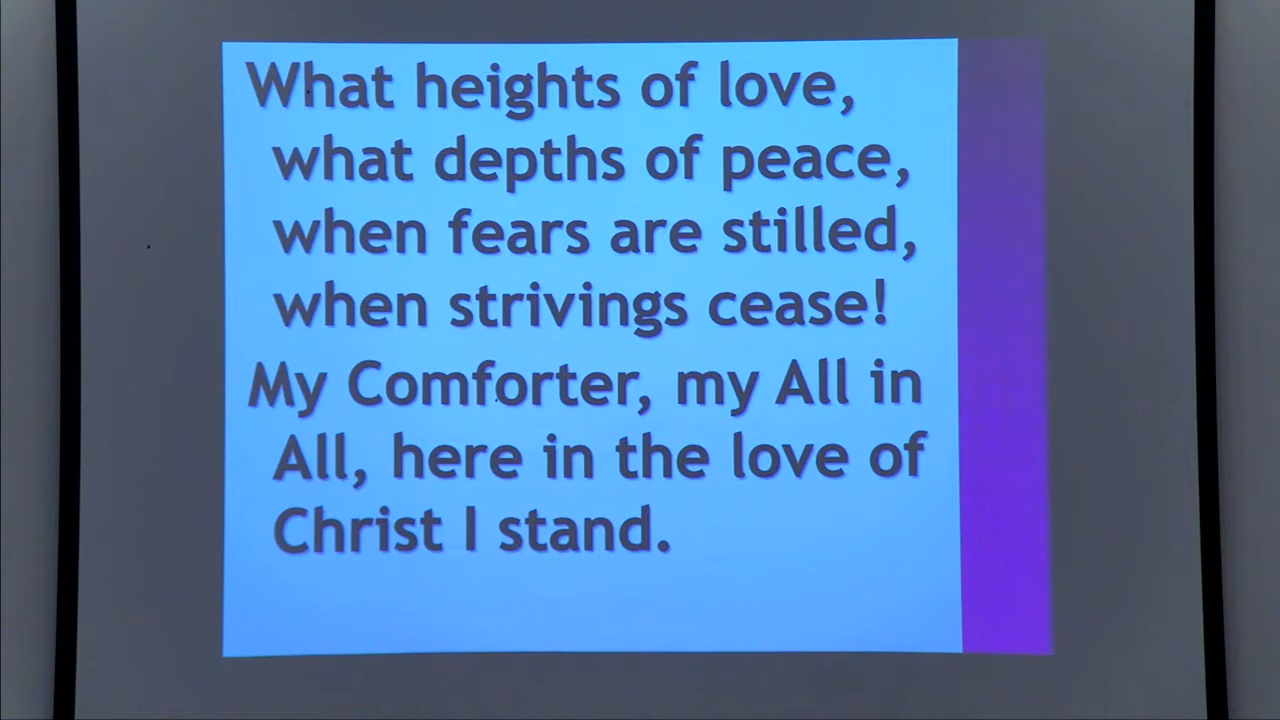 What heights of love,
what depths of peace,
when fears are stilled,
when strivings cease!
My Comforter, my All in
All, here in the love of
Christ I stand.